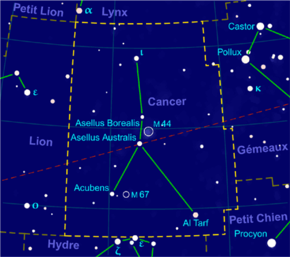 Petit Lion
Lynx
α
Castor
Pollux
ι
ε
κ
Cancer
Asellus Borealis
M 44
Asellus Australis
Lion
Gémeaux
Acubens
M 67
ο
Al Tarf
Petit Chien
Hydre
ζ
ε
Procyon